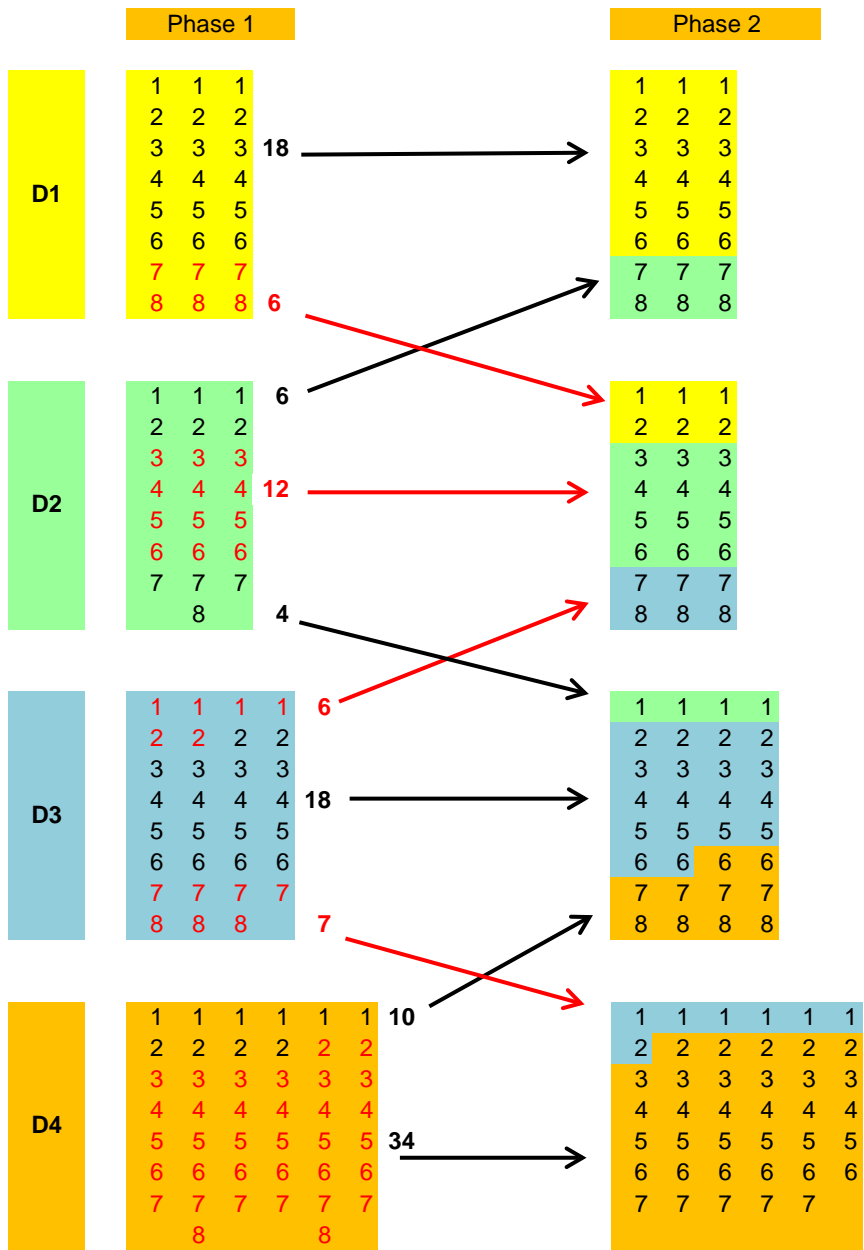 Phase 1 Phase 2
1 1 1 1 1 1
2 2 2 2 2 2
3 3 3 18 3 3 3
4 4 4 4 4 4
D1
5 5 5 5 5 5
6 6 6 6 6 6
7 7 7 7 7 7
8 8 8 6 8 8 8
1 1 1 6 1 1 1
2 2 2 2 2 2
3 3 3 3 3 3
4 4 4 12 4 4 4
D2
5 5 5 5 5 5
6 6 6 6 6 6
7 7 7 7 7 7
8 4 8 8 8
1 1 1 1 6 1 1 1 1
2 2 2 2 2 2 2 2
3 3 3 3 3 3 3 3
4 4 4 4 18 4 4 4 4
D3
5 5 5 5 5 5 5 5
6 6 6 6 6 6 6 6
7 7 7 7 7 7 7 7
8 8 8 7 8 8 8 8
1 1 1 1 1 1 10 1 1 1 1 1 1
2 2 2 2 2 2 2 2 2 2 2 2
3 3 3 3 3 3 3 3 3 3 3 3
4 4 4 4 4 4 4 4 4 4 4 4
D4
5 5 5 5 5 5 34 5 5 5 5 5 5
6 6 6 6 6 6 6 6 6 6 6 6
7 7 7 7 7 7 7 7 7 7 7
8 8